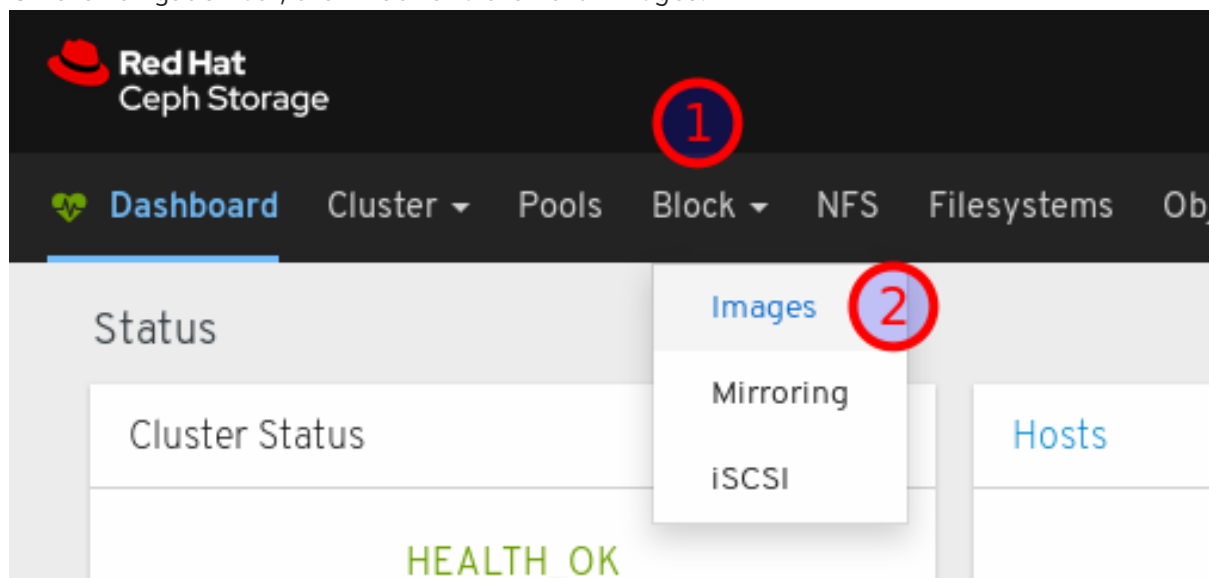 Red Hat
Ceph Storage
1
Dashboard Cluster Pools Block NFS Filesystems
Images 2
Status
Mirroring
Cluster Status
Hosts
iSCSI
HEALTH_OK